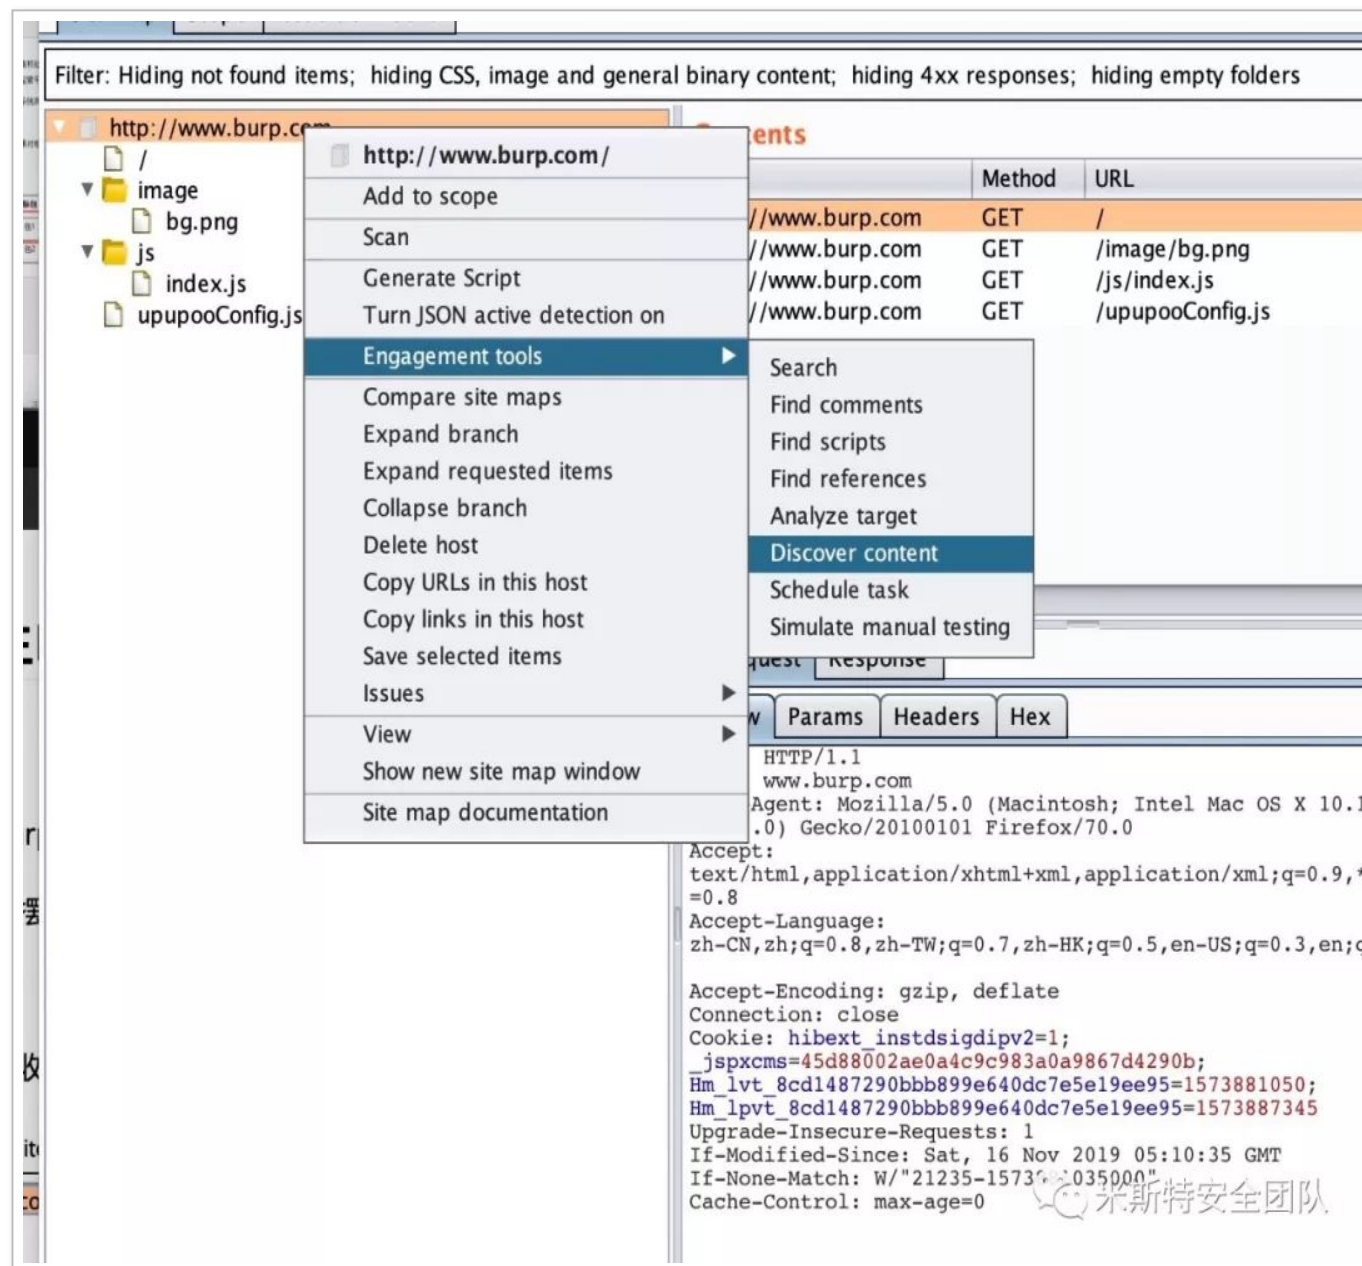 Filter: Hiding not found items;  hiding CSS, image and general binary content;  hiding 4xx responses;  hiding empty folders
http://www.burp.com
/
image
bg.png
js
index.js
upupooConfig.js
http://www.burp.com/
Add to scope
Scan
Generate Script
Turn JSON active detection on
Engagement tools
Compare site maps
Expand branch
Expand requested items
Collapse branch
Delete host
Copy URLs in this host
Copy links in this host
Save selected items
Issues
View
Show new site map window
Site map documentation
Search
Find comments
Find scripts
Find references
Analyze target
Discover content
Schedule task
Simulate manual testing
ents
Method URL
//www.burp.com GET /
//www.burp.com GET /image/bg.png
//www.burp.com GET /js/index.js
//www.burp.com GET /upupooConfig.js
quest Response
w Params Headers Hex
HTTP/1.1
www.burp.com
Agent: Mozilla/5.0 (Macintosh; Intel Mac OS X 10.1
.0) Gecko/20100101 Firefox/70.0
Accept:
text/html,application/xhtml+xml,application/xml;q=0.9,*
=0.8
Accept-Language:
zh-CN,zh;q=0.8,zh-TW;q=0.7,zh-HK;q=0.5,en-US;q=0.3,en;q
Accept-Encoding: gzip, deflate
Connection: close
Cookie: hibext_instdsigdipv2=1;
_jspxcms=45d88002ae0a4c9c983a0a9867d4290b;
Hm_lvt_8cd1487290bbb899e640dc7e5e19ee95=1573881050;
Hm_lpvt_8cd1487290bbb899e640dc7e5e19ee95=1573887345
Upgrade-Insecure-Requests: 1
If-Modified-Since: Sat, 16 Nov 2019 05:10:35 GMT
If-None-Match:
Cache-Control: max-age=0
米斯特安全团队